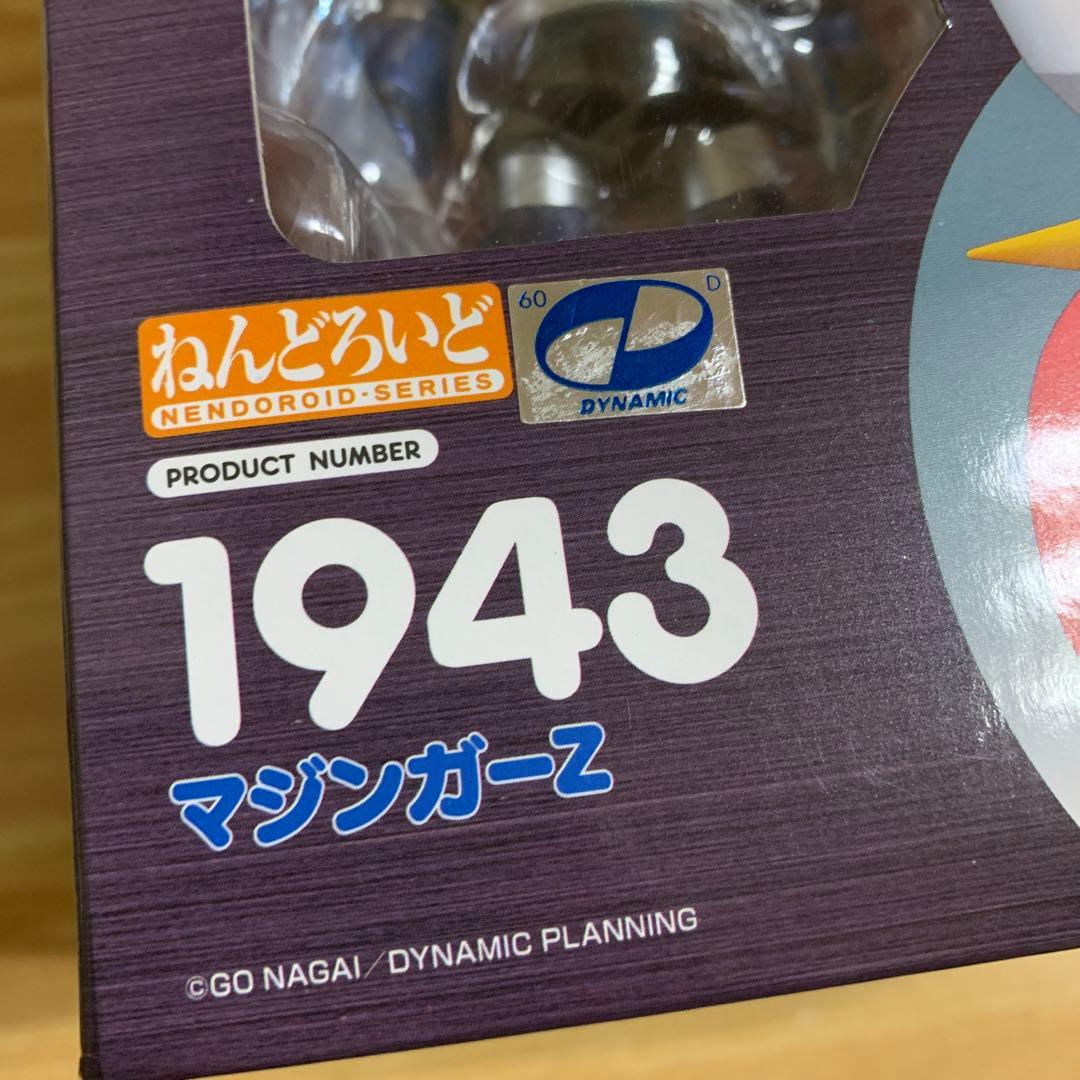 ねんどろいど
NENDOROID·SERIES
60 D
DYNAMIC
PRODUCT NUMBER
1943
マジンガーZ
©GO NAGAI/DYNAMIC PLANNING